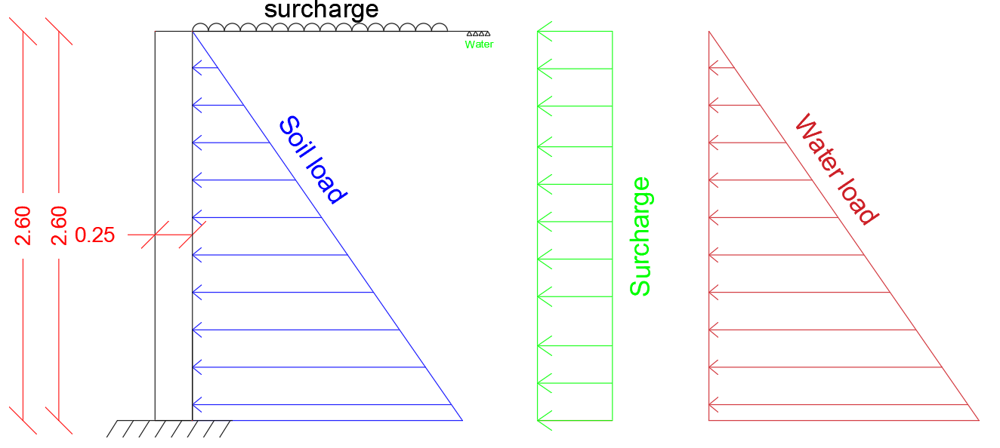 surcharge
Water
2.60
2.60
0.25
Soil load
Surcharge
Water load